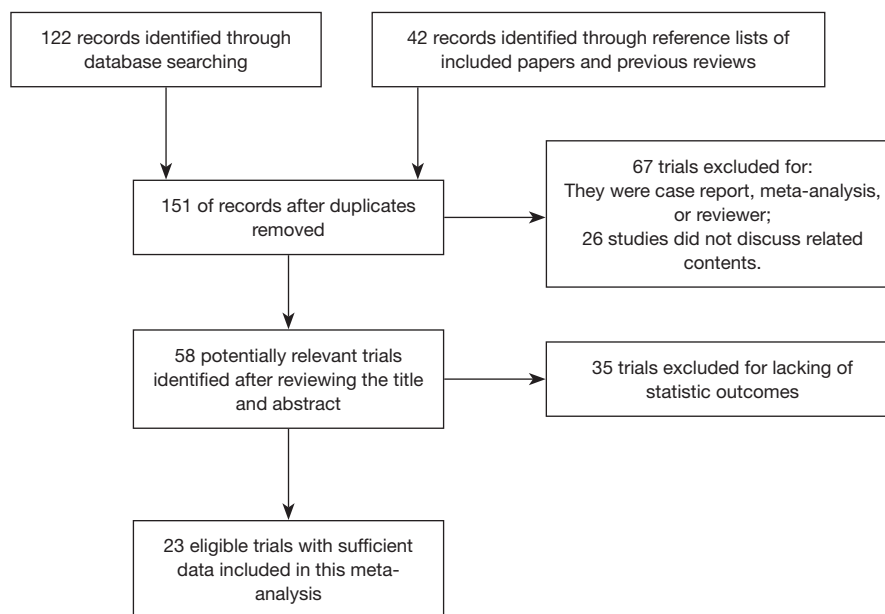 122 records identified through
database searching
42 records identified through reference lists of
included papers and previous reviews
151 of records after duplicates
removed
67 trials excluded for:
They were case report, meta-analysis,
or reviewer;
26 studies did not discuss related
contents.
58 potentially relevant trials
identified after reviewing the title
and abstract
35 trials excluded for lacking of
statistic outcomes
23 eligible trials with sufficient
data included in this meta-
analysis